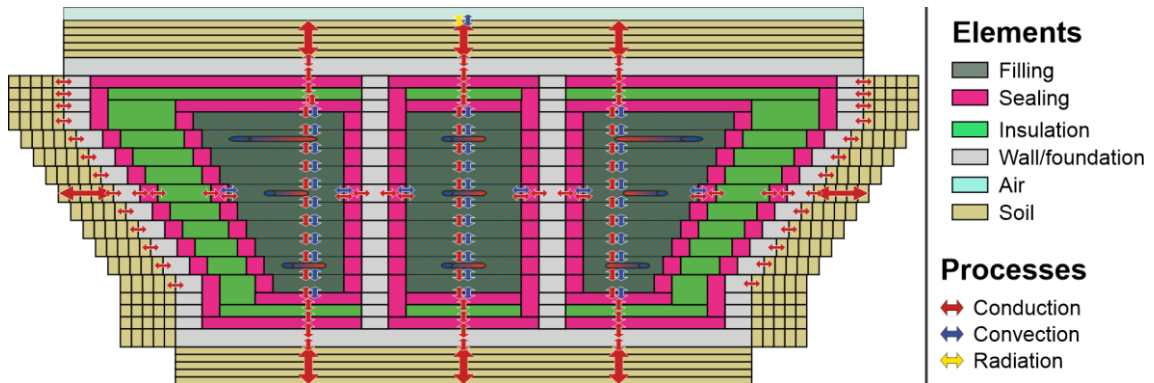 Elements
Filling
Sealing
Insulation
Wall/foundation
Air
Soil
Processes
Conduction
Convection
Radiation